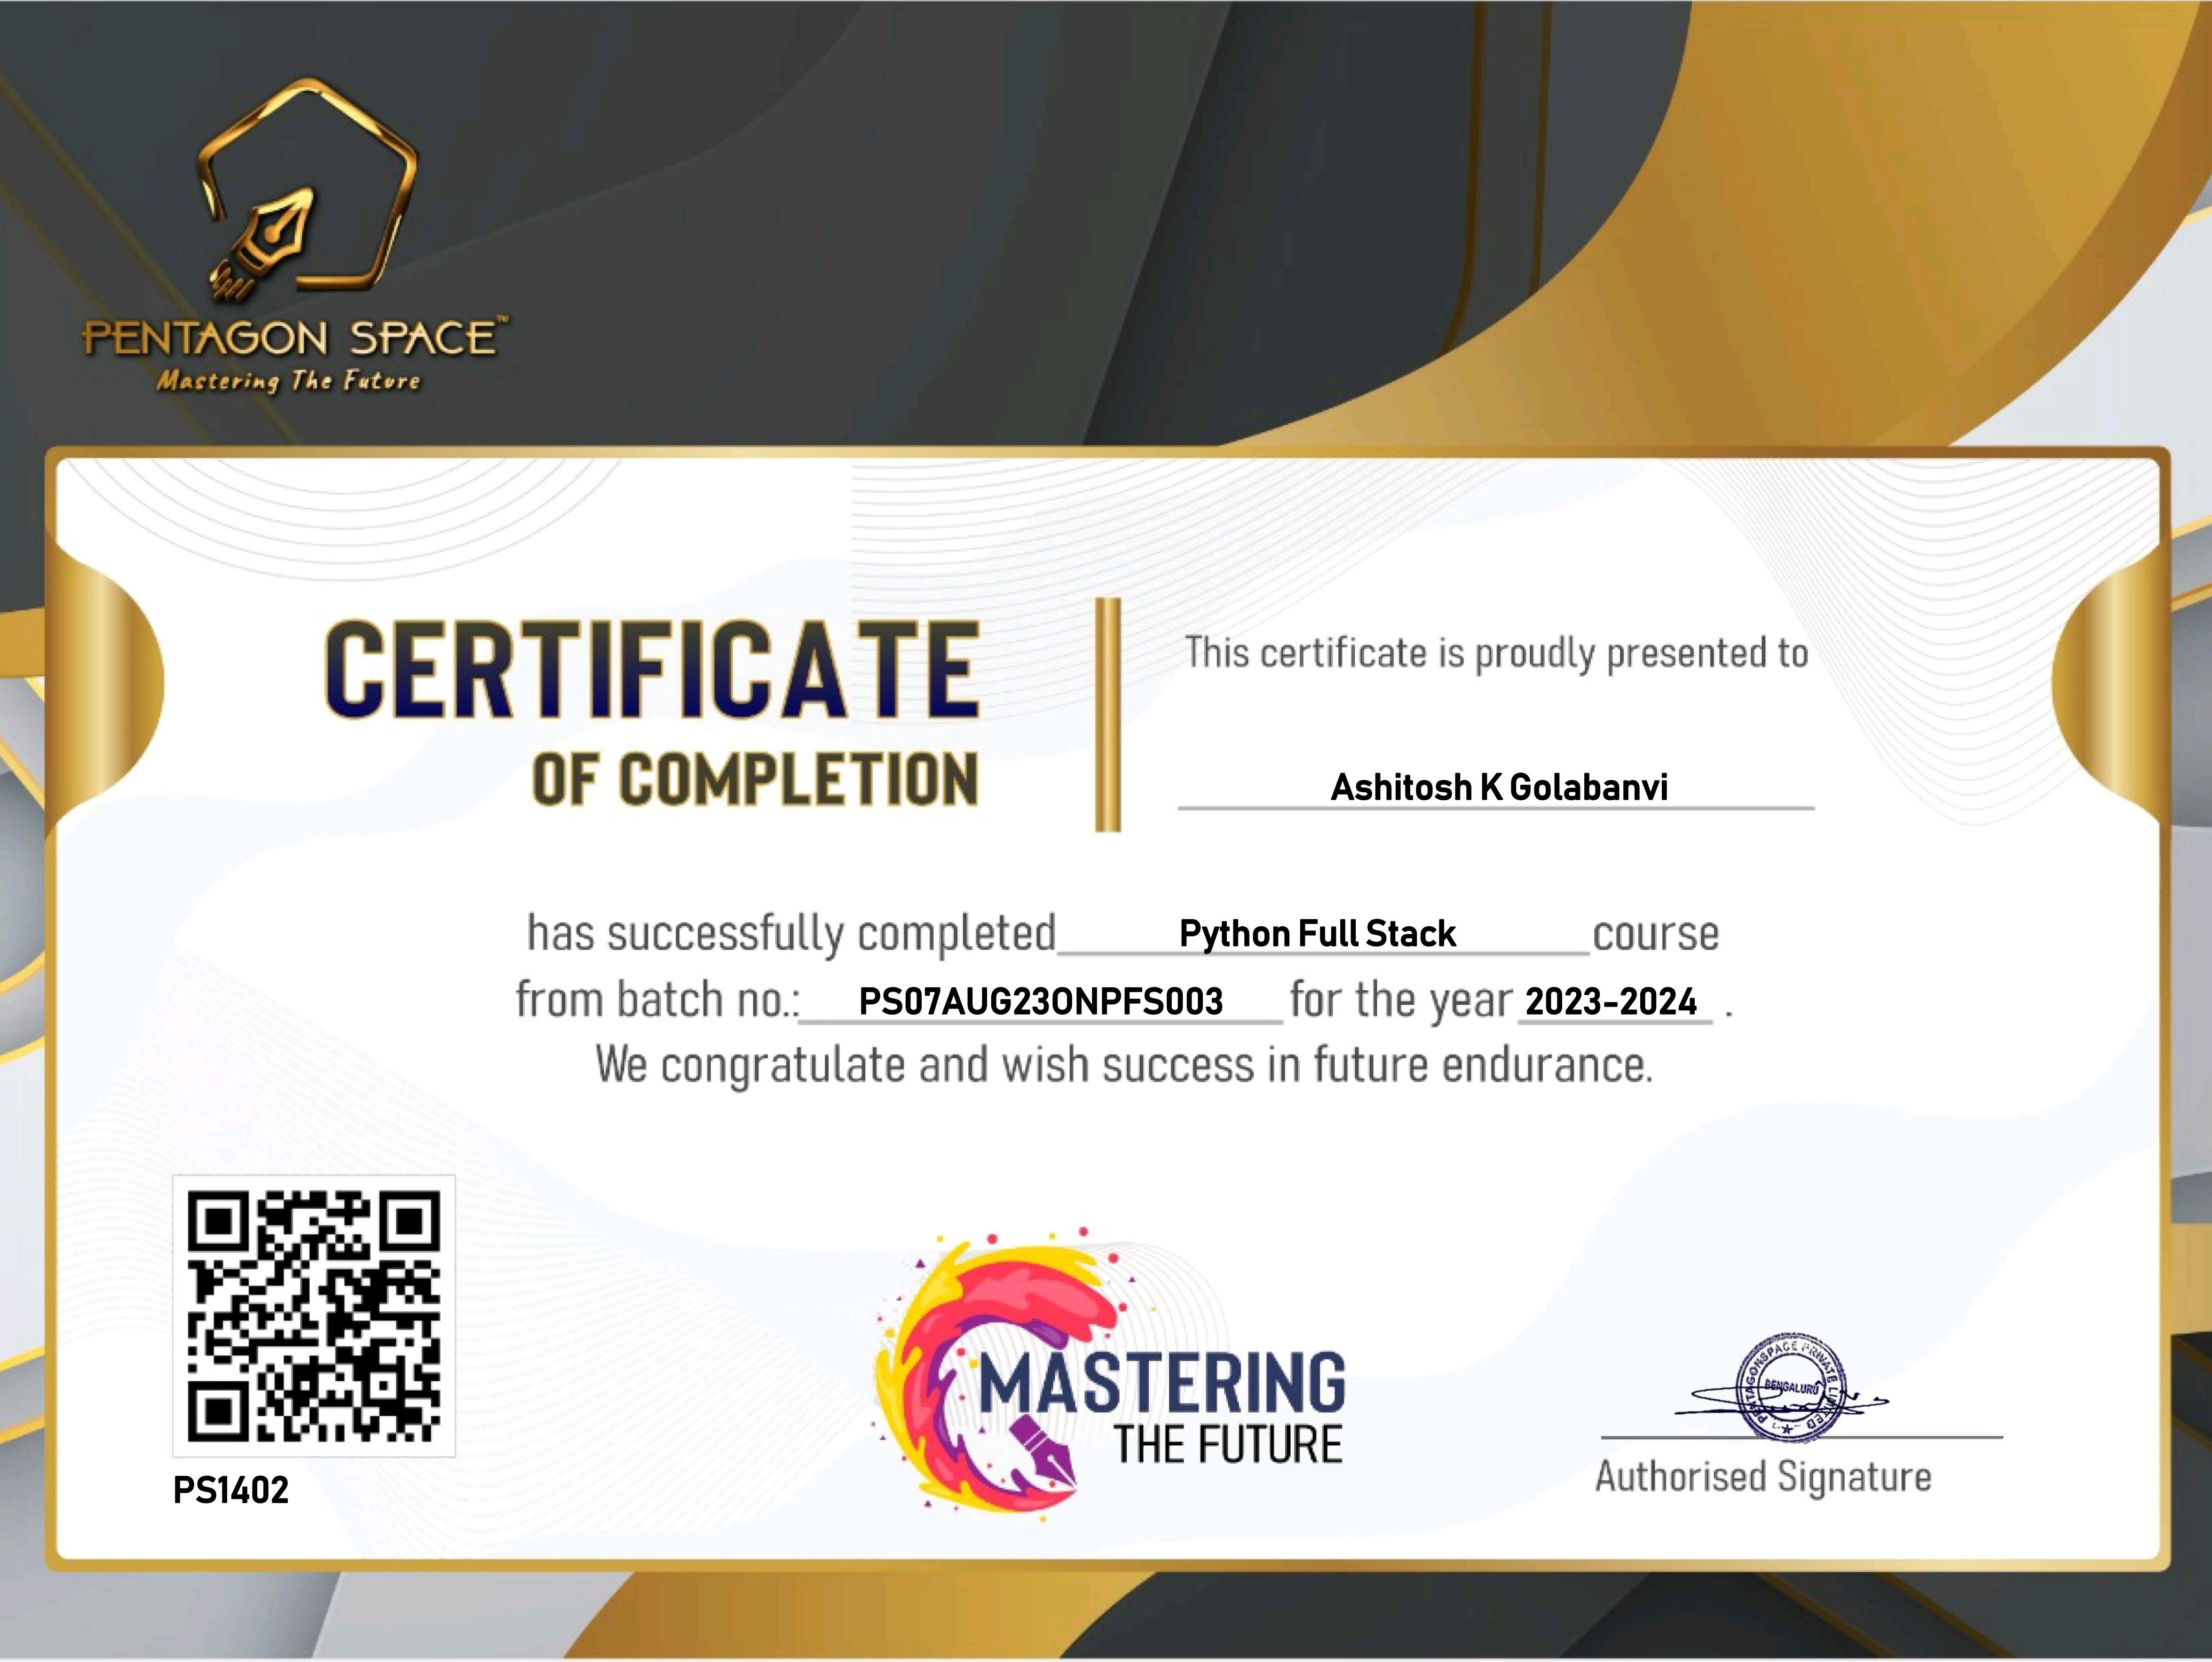 PENTAGON SPACE™
Mastering The Future
CERTIFICATE
OF COMPLETION
This certificate is proudly presented to
Ashitosh K Golabanvi
has successfully completed Python Full Stack course
from batch no.: PS07AUG23ONPFS003 for the year 2023-2024 .
We congratulate and wish success in future endurance.
PS1402
MASTERING
THE FUTURE
PENTAGONSPACE PRIVATE LIMITED
BENGALURU
Authorised Signature